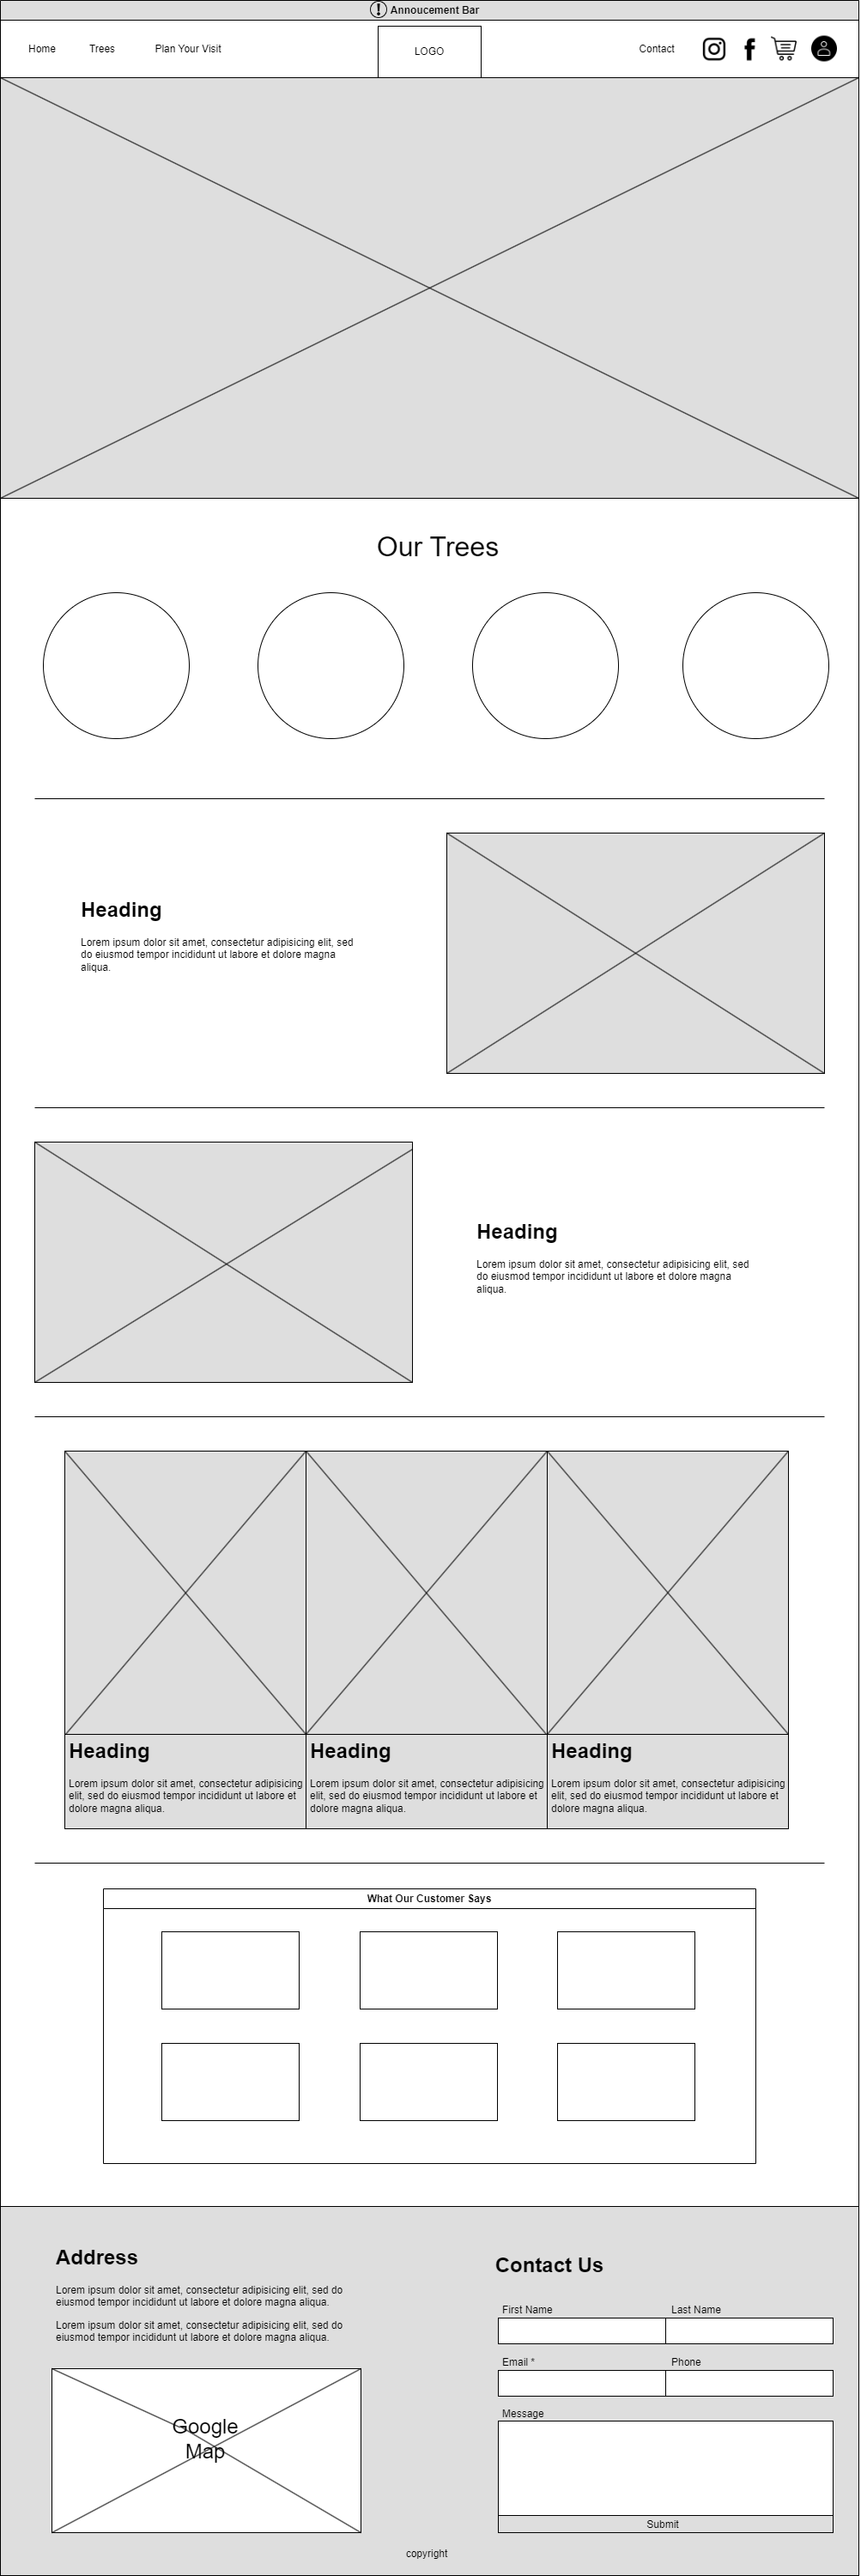 Annoucement Bar
Home
Trees
Plan Your Visit
LOGO
Contact
Our Trees
Heading
Lorem ipsum dolor sit amet, consectetur adipisicing elit, sed
do eiusmod tempor incididunt ut labore et dolore magna
aliqua.
Heading
Lorem ipsum dolor sit amet, consectetur adipisicing elit, sed
do eiusmod tempor incididunt ut labore et dolore magna
aliqua.
Heading
Lorem ipsum dolor sit amet, consectetur adipisicing
elit, sed do eiusmod tempor incididunt ut labore et
dolore magna aliqua.
Heading
Lorem ipsum dolor sit amet, consectetur adipisicing
elit, sed do eiusmod tempor incididunt ut labore et
dolore magna aliqua.
Heading
Lorem ipsum dolor sit amet, consectetur adipisicing
elit, sed do eiusmod tempor incididunt ut labore et
dolore magna aliqua.
What Our Customer Says
Address
Lorem ipsum dolor sit amet, consectetur adipisicing elit, sed do
eiusmod tempor incididunt ut labore et dolore magna aliqua.
Lorem ipsum dolor sit amet, consectetur adipisicing elit, sed do
eiusmod tempor incididunt ut labore et dolore magna aliqua.
Google
Map
Contact Us
First Name
Last Name
Email *
Phone
Message
Submit
copyright